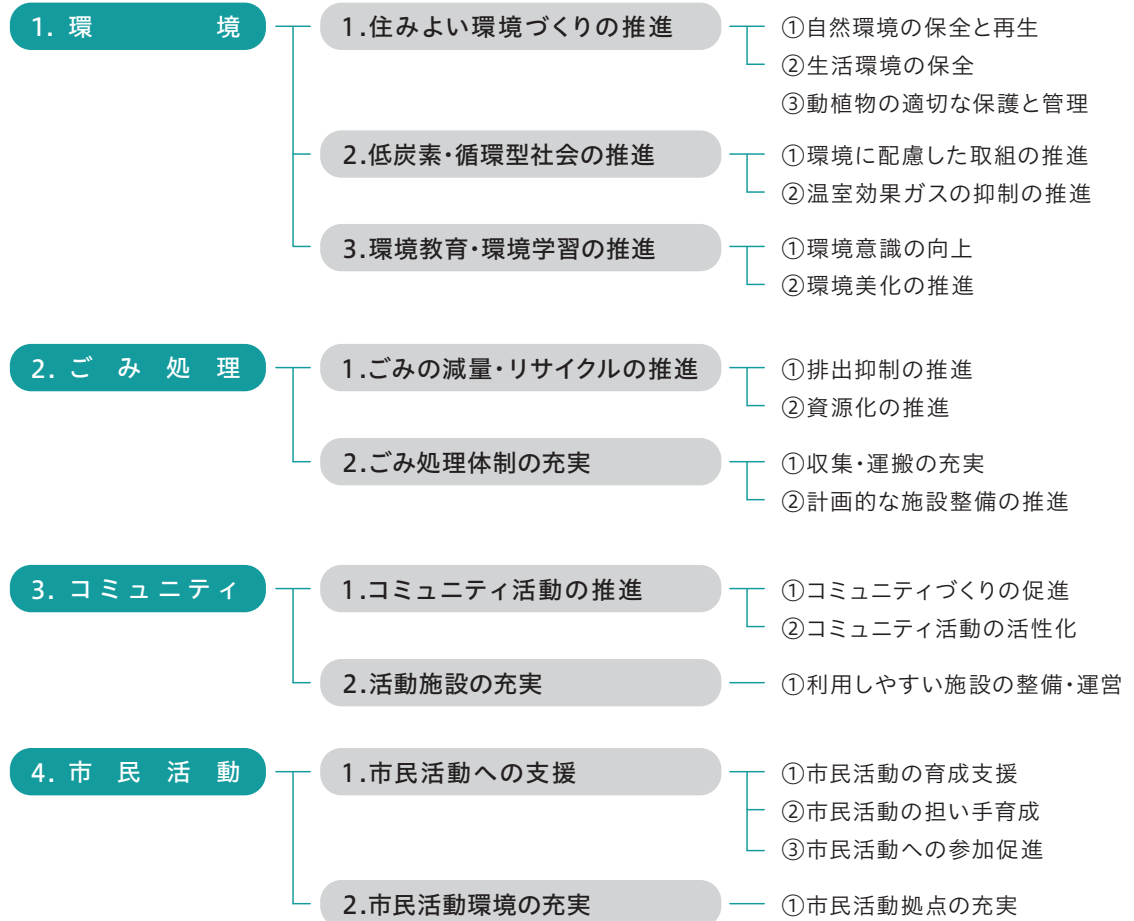 1. 環境
1.住みよい環境づくりの推進
①自然環境の保全と再生
②生活環境の保全
③動植物の適切な保護と管理
2.低炭素・循環型社会の推進
①環境に配慮した取組の推進
②温室効果ガスの抑制の推進
3.環境教育・環境学習の推進
①環境意識の向上
②環境美化の推進
2. ごみ処理
1.ごみの減量・リサイクルの推進
①排出抑制の推進
②資源化の推進
2.ごみ処理体制の充実
①収集・運搬の充実
②計画的な施設整備の推進
3. コミュニティ
1.コミュニティ活動の推進
①コミュニティづくりの促進
②コミュニティ活動の活性化
2.活動施設の充実
①利用しやすい施設の整備・運営
4. 市民活動
1.市民活動への支援
①市民活動の育成支援
②市民活動の担い手育成
③市民活動への参加促進
2.市民活動環境の充実
①市民活動拠点の充実